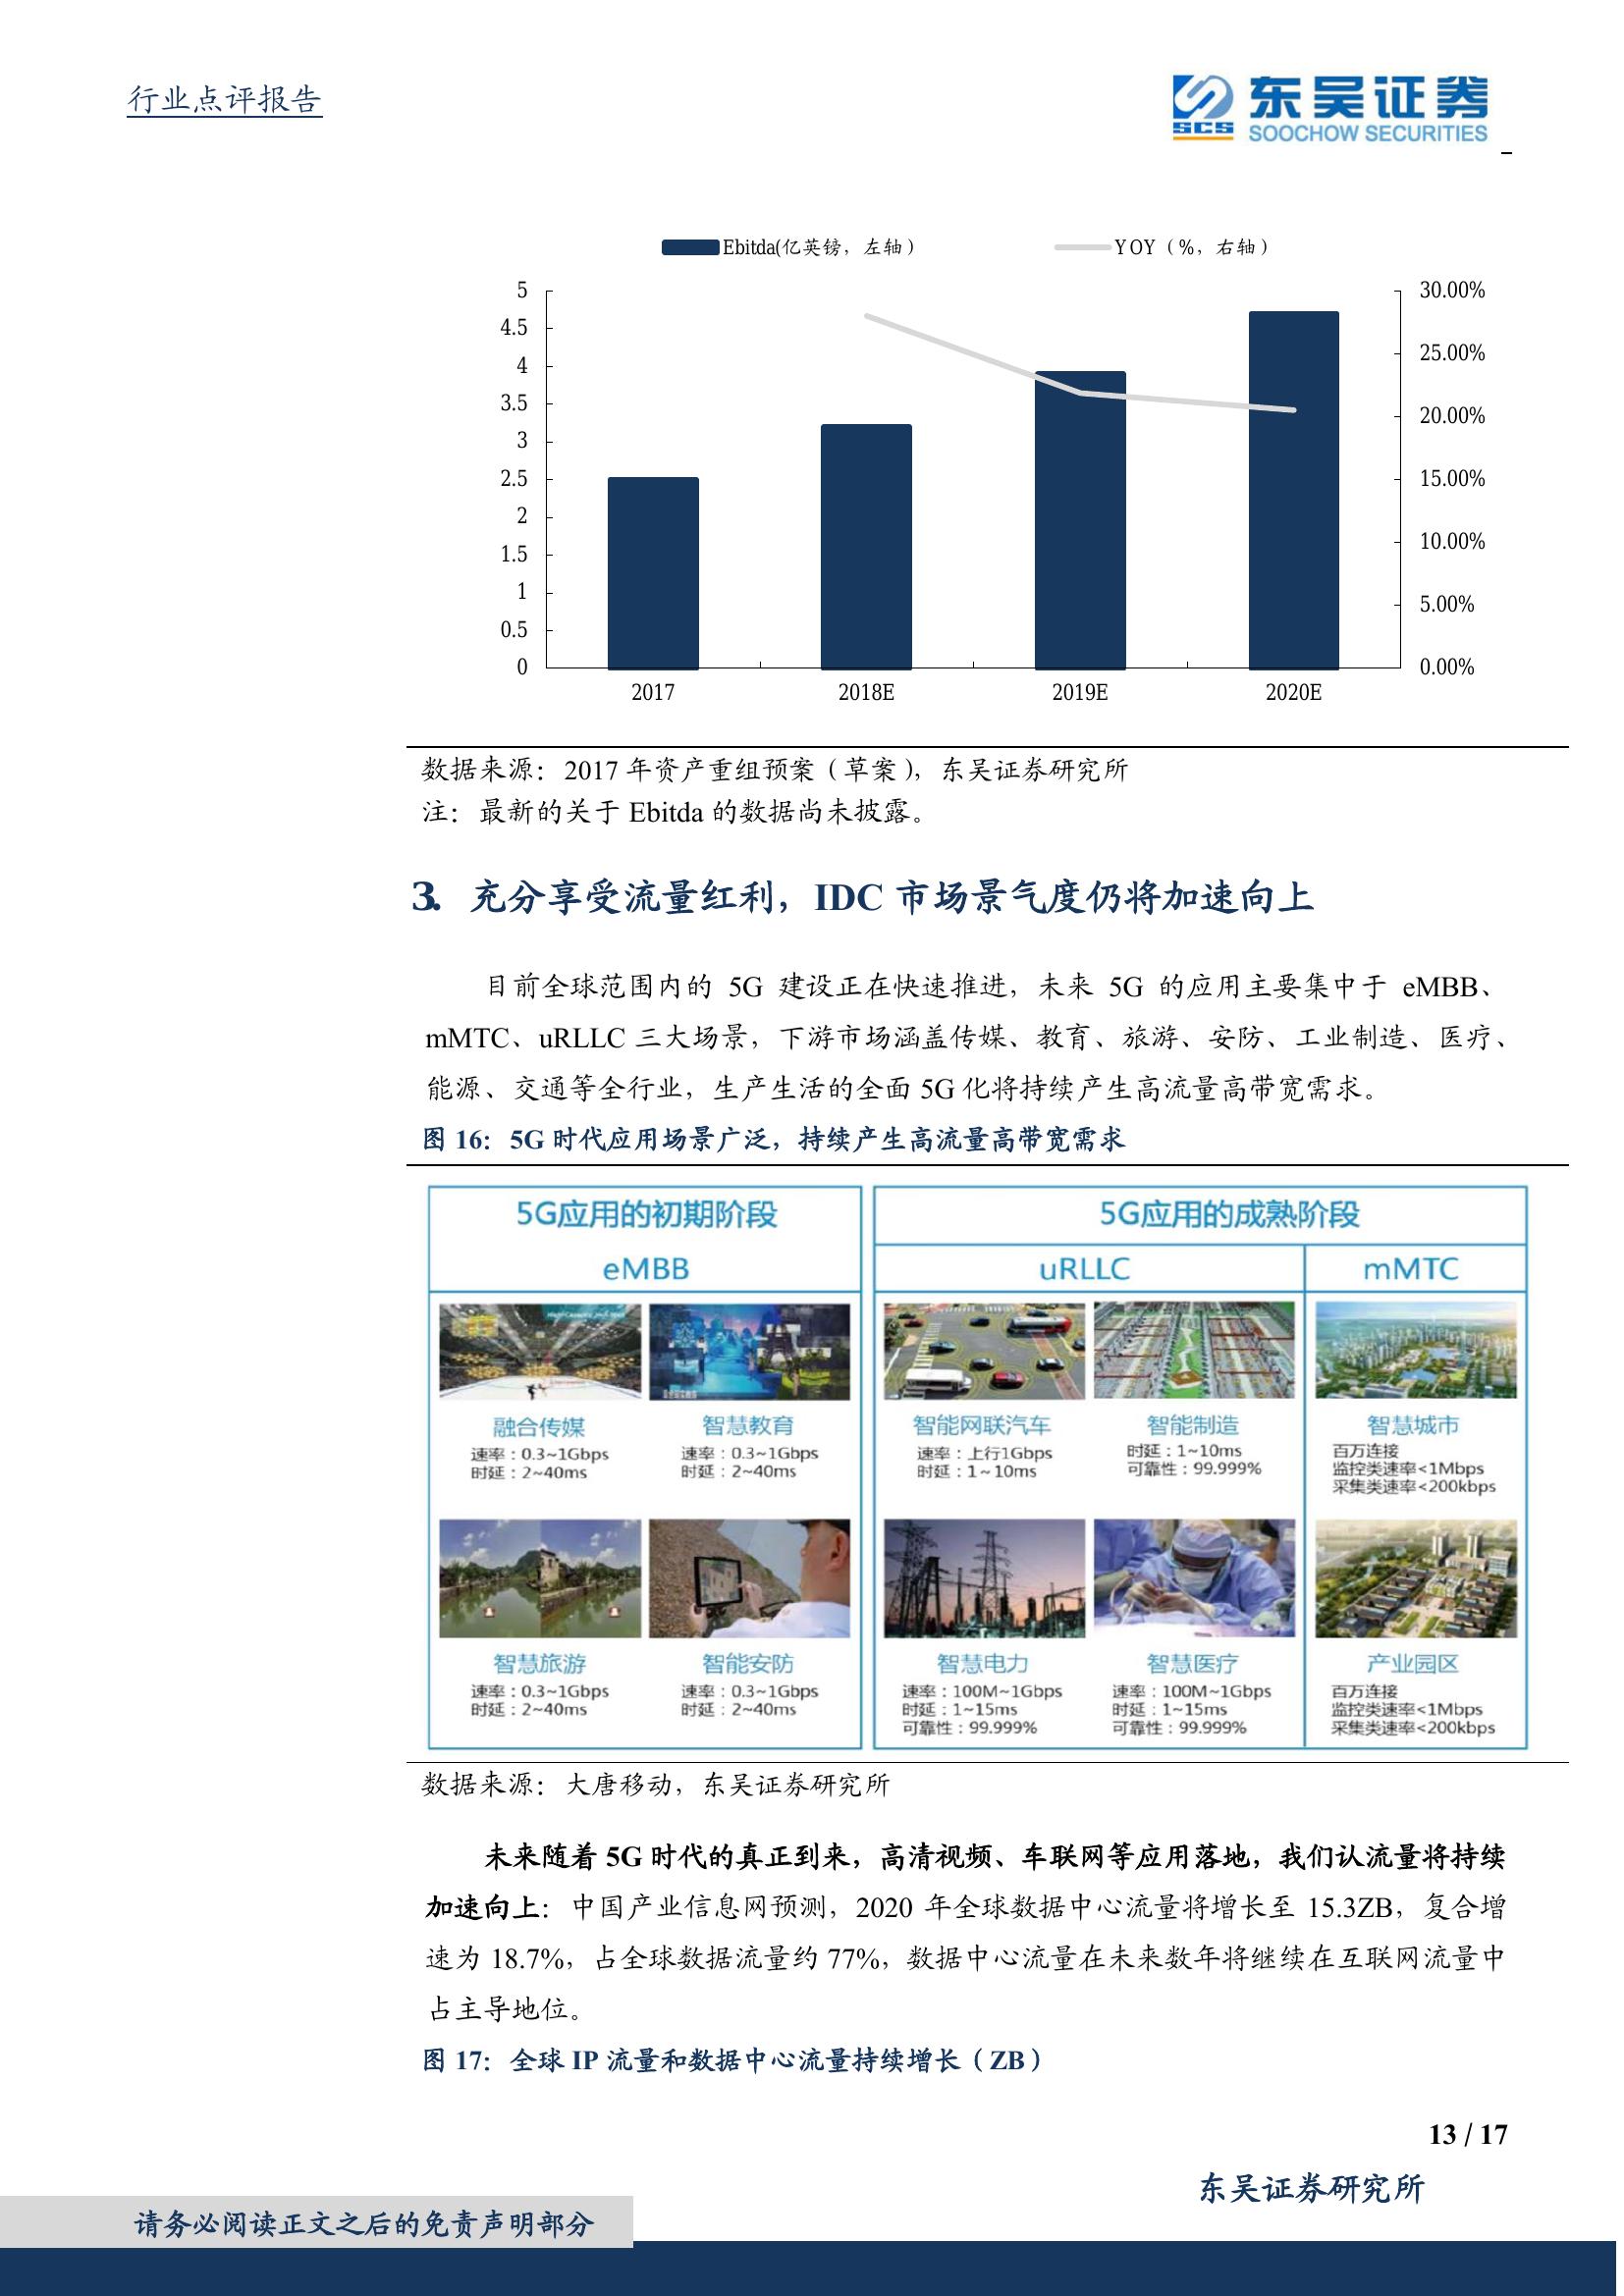 行业点评报告
SCS
东吴证券
SOOCHOW SECURITIES
Ebitda(亿英镑，左轴）
YOY（%，右轴）
5
4.5
4
3.5
3
2.5
2
1.5
1
0.5
0
30.00%
25.00%
20.00%
15.00%
10.00%
5.00%
0.00%
2017
2018E
2019E
2020E
数据来源：2017 年资产重组预案（草案），东吴证券研究所
注：最新的关于 Ebitda 的数据尚未披露。
3. 充分享受流量红利，IDC 市场景气度仍将加速向上
目前全球范围内的 5G 建设正在快速推进，未来 5G 的应用主要集中于 eMBB、
mMTC、uRLLC 三大场景，下游市场涵盖传媒、教育、旅游、安防、工业制造、医疗、
能源、交通等全行业，生产生活的全面 5G 化将持续产生高流量高带宽需求。
图 16：5G 时代应用场景广泛，持续产生高流量高带宽需求
5G应用的初期阶段
eMBB
融合传媒
速率：0.3~1Gbps
时延：2~40ms
智慧教育
速率：0.3~1Gbps
时延：2~40ms
智慧旅游
速率：0.3~1Gbps
时延：2~40ms
智能安防
速率：0.3~1Gbps
时延：2~40ms
5G应用的成熟阶段
uRLLC
mMTC
智能网联汽车
速率：上行1Gbps
时延：1~10ms
智能制造
时延：1~10ms
可靠性：99.999%
智慧城市
百万连接
监控类速率<1Mbps
采集类速率<200kbps
智慧电力
速率：100M~1Gbps
时延：1~15ms
可靠性：99.999%
智慧医疗
速率：100M~1Gbps
时延：1~15ms
可靠性：99.999%
产业园区
百万连接
监控类速率<1Mbps
采集类速率<200kbps
数据来源：大唐移动，东吴证券研究所
未来随着 5G 时代的真正到来，高清视频、车联网等应用落地，我们认流量将持续
加速向上：中国产业信息网预测，2020 年全球数据中心流量将增长至 15.3ZB，复合增
速为 18.7%，占全球数据流量约 77%，数据中心流量在未来数年将继续在互联网流量中
占主导地位。
图 17：全球 IP 流量和数据中心流量持续增长（ZB）
13 / 17
东吴证券研究所
请务必阅读正文之后的免责声明部分